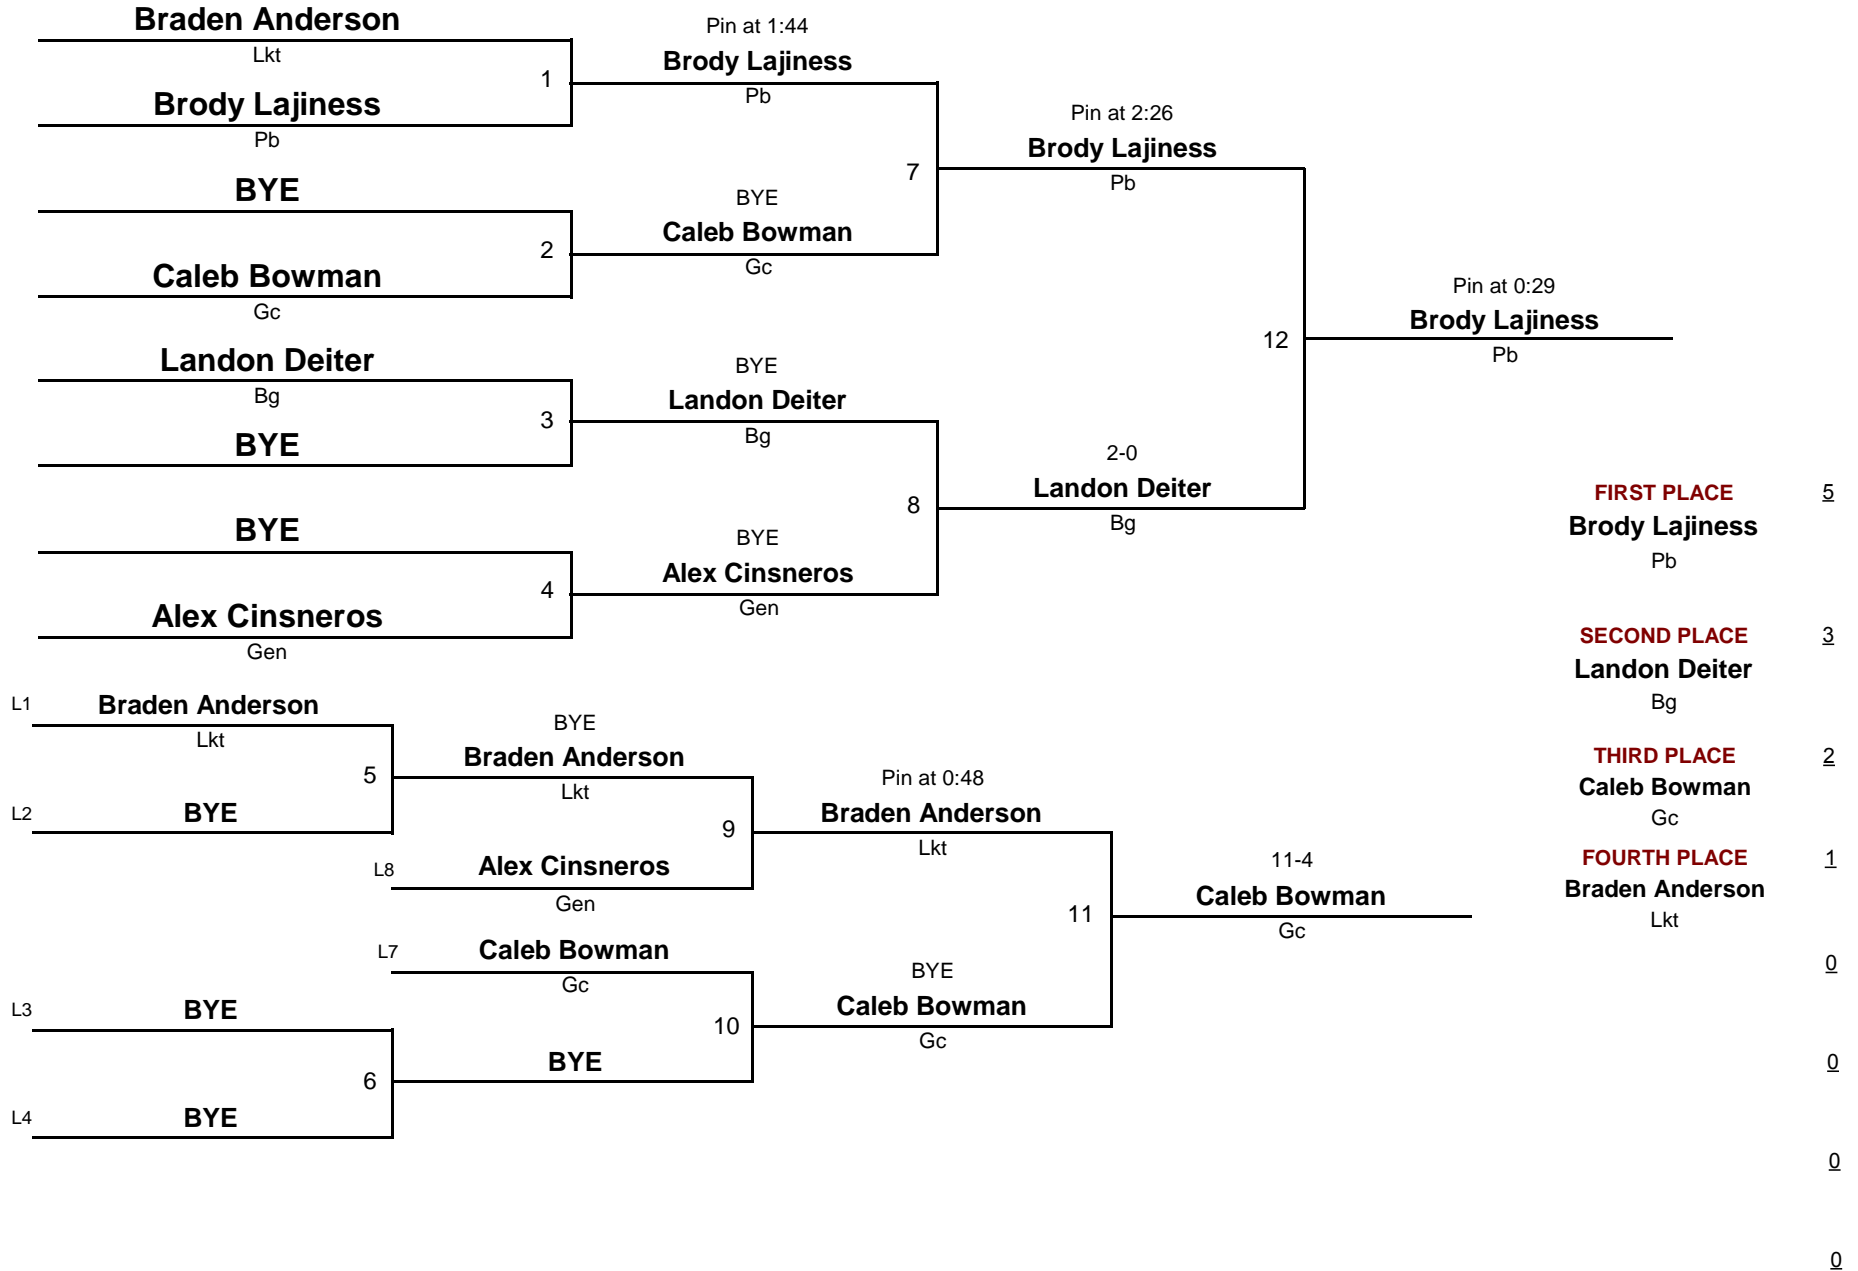 Braden Anderson
Lkt
1
Brody Lajiness
Pb
BYE
2
Caleb Bowman
Gc
Landon Deiter
Bg
3
BYE
BYE
4
Alex Cinsneros
Gen
Pin at 1:44
Brody Lajiness
Pb
7
BYE
Caleb Bowman
Gc
BYE
Landon Deiter
Bg
8
BYE
Alex Cinsneros
Gen
Pin at 2:26
Brody Lajiness
Pb
12
2-0
Landon Deiter
Bg
Pin at 0:29
Brody Lajiness
Pb
FIRST PLACE 5
Brody Lajiness
Pb
SECOND PLACE 3
Landon Deiter
Bg
THIRD PLACE 2
Caleb Bowman
Gc
FOURTH PLACE 1
Braden Anderson
Lkt
0
0
0
0
L1 Braden Anderson
Lkt
5
L2 BYE
L3 BYE
6
L4 BYE
BYE
Braden Anderson
Lkt
9
L8 Alex Cinsneros
Gen
L7 Caleb Bowman
Gc
10
BYE
Pin at 0:48
Braden Anderson
Lkt
11
BYE
Caleb Bowman
Gc
11-4
Caleb Bowman
Gc